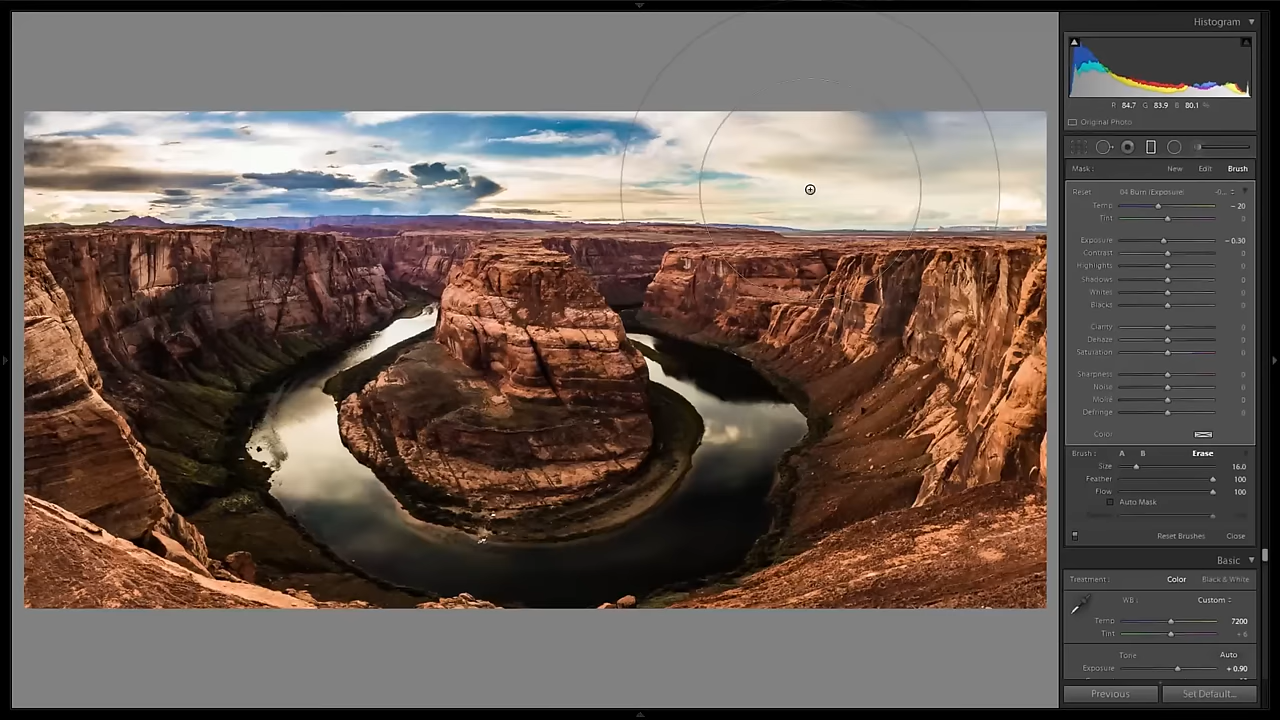 Histogram
R 84.7 G 83.9 B 80.1 %
Original Photo
Mask : New Edit Brush
Reset 04 Burn (Exposure) -0...
Temp – 20
Tint 0
Exposure – 0.30
Contrast 0
Highlights 0
Shadows 0
Whites 0
Blacks 0
Clarity 0
Dehaze 0
Saturation 0
Sharpness 0
Noise 0
Moiré 0
Defringe 0
Color
Brush : A B Erase
Size 16.0
Feather 100
Flow 100
Auto Mask
Reset Brushes Close
Basic
Treatment : Color Black & White
WB : Custom
Temp 7200
Tint + 6
Tone Auto
Exposure + 0.90
Previous Set Default...